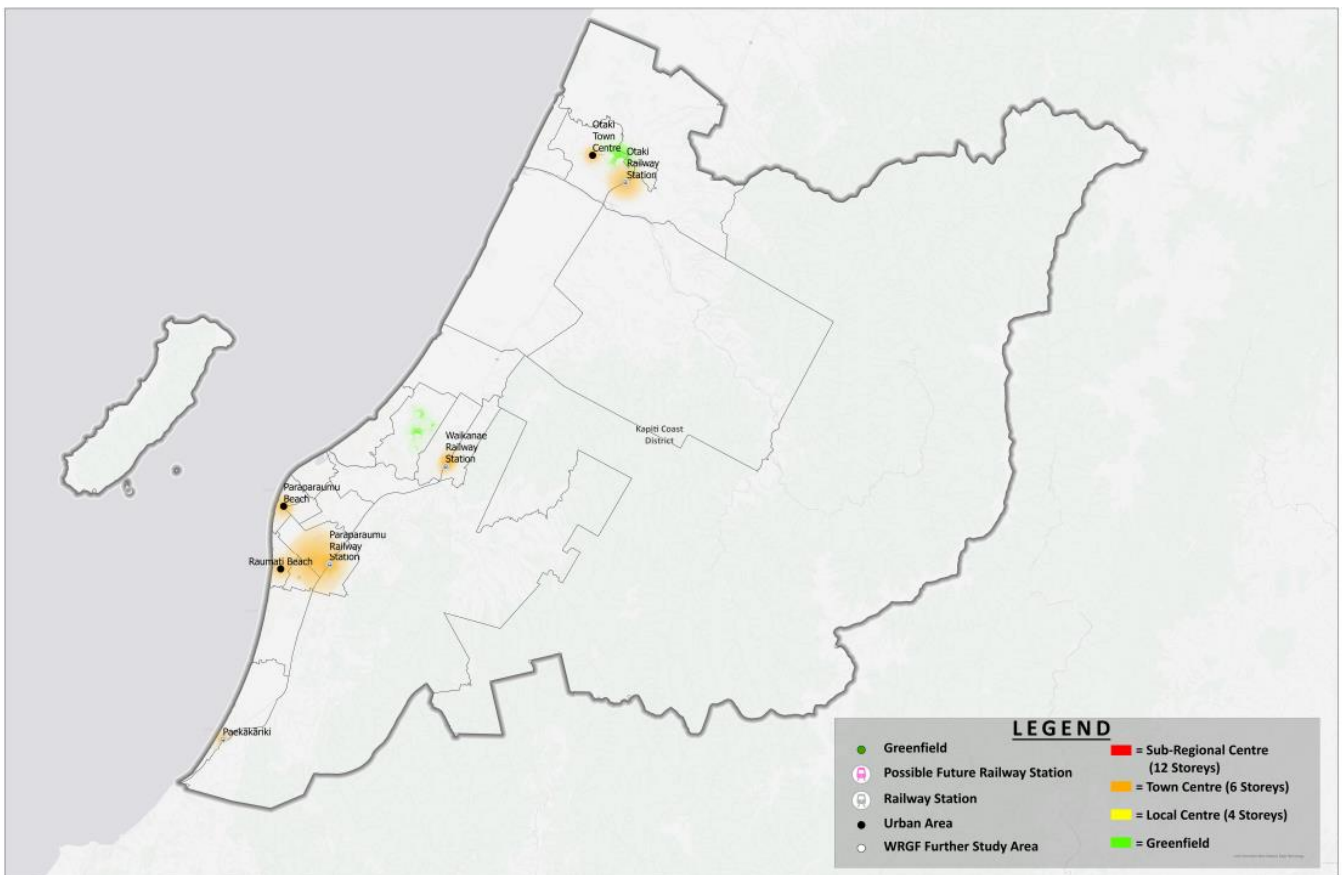 Otaki
Town
Centre
Otaki
Railway
Station
Kapiti Coast
District
Waikanae
Railway
Station
Paraparaumu
Beach
Paraparaumu
Railway
Station
Raumati Beach
Paekākāriki
LEGEND
Greenfield
Possible Future Railway Station
Railway Station
Urban Area
WRGF Further Study Area
= Sub-Regional Centre
(12 Storeys)
= Town Centre (6 Storeys)
= Local Centre (4 Storeys)
= Greenfield